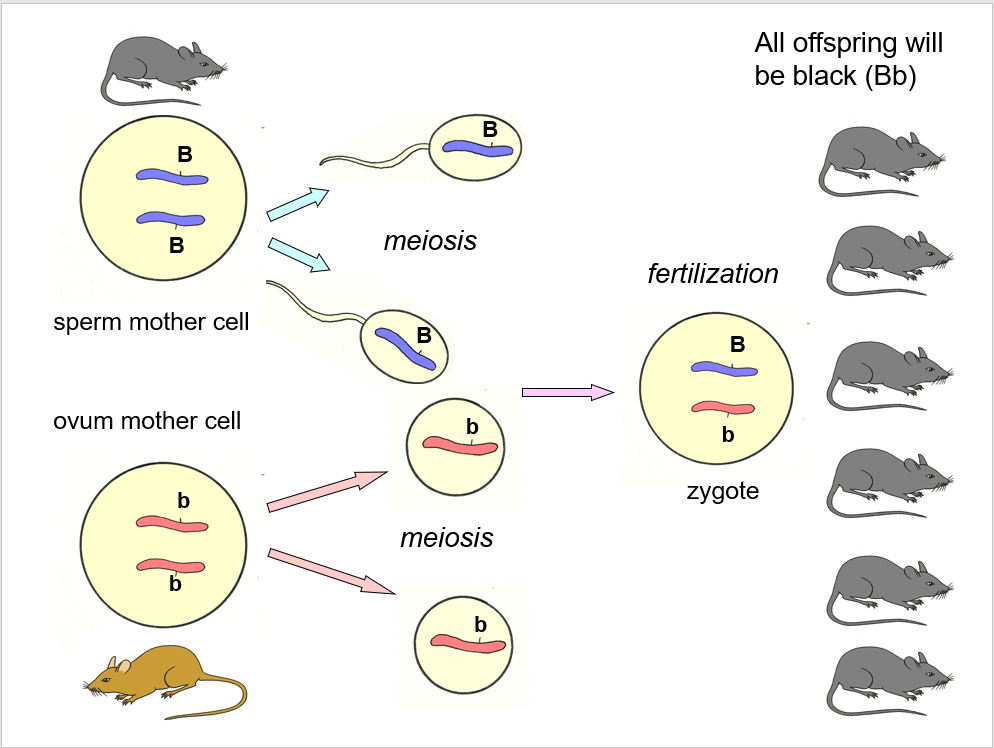 All offspring will
be black (Bb)
B
B
sperm mother cell
B
meiosis
B
fertilization
B
b
zygote
ovum mother cell
b
b
b
meiosis
b